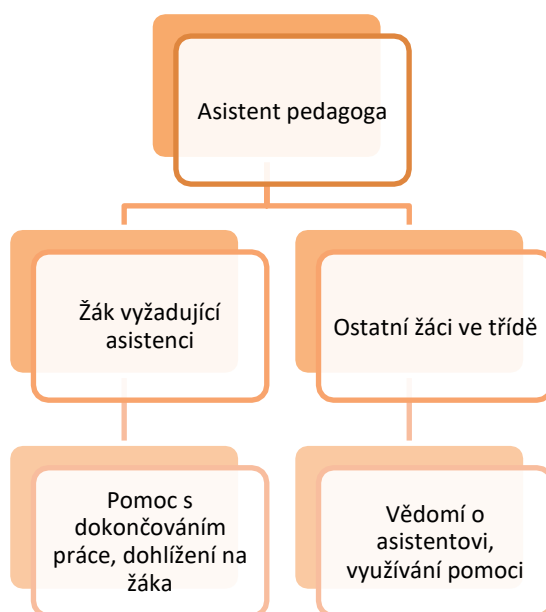 Asistent pedagoga
Žák vyžadující
asistenci
Ostatní žáci ve třídě
Pomoc s
dokončováním
práce, dohlížení na
žáka
Vědomí o
asistentovi,
využívání pomoci